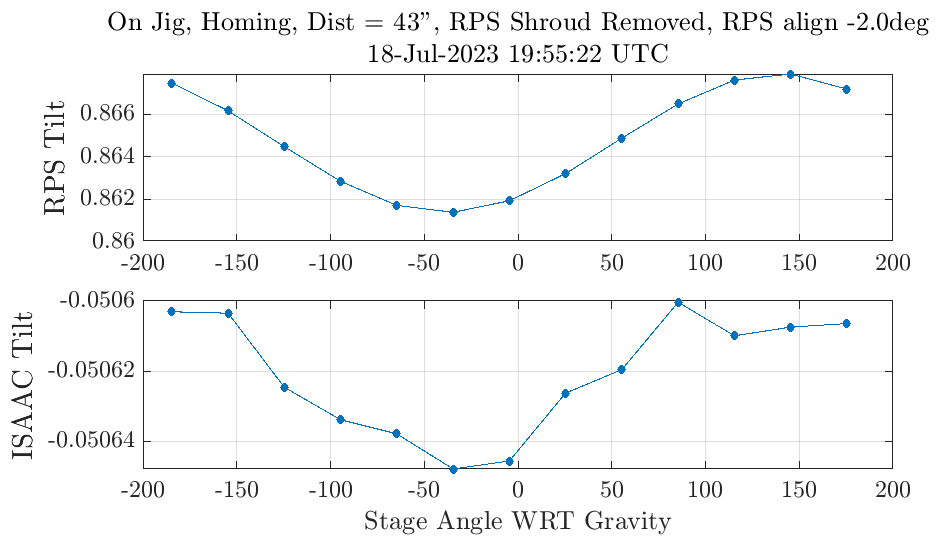 On Jig, Homing, Dist = 43”, RPS Shroud Removed, RPS align -2.0deg
18-Jul-2023 19:55:22 UTC
RPS Tilt
0.866
0.864
0.862
0.86
-200 -150 -100 -50 0 50 100 150 200
ISAAC Tilt
-0.0506
-0.05062
-0.05064
-200 -150 -100 -50 0 50 100 150 200
Stage Angle WRT Gravity